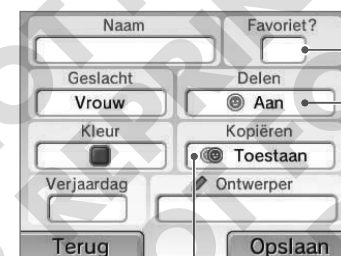 Naam Favoriet?
Geslacht Delen
Vrouw Aan
Kleur Kopiëren
Toestaan
Verjaardag Ontwerper
Terug Opslaan